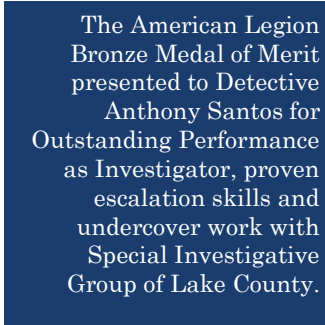 The American Legion
Bronze Medal of Merit
presented to Detective
Anthony Santos for
Outstanding Performance
as Investigator, proven
escalation skills and
undercover work with
Special Investigative
Group of Lake County.